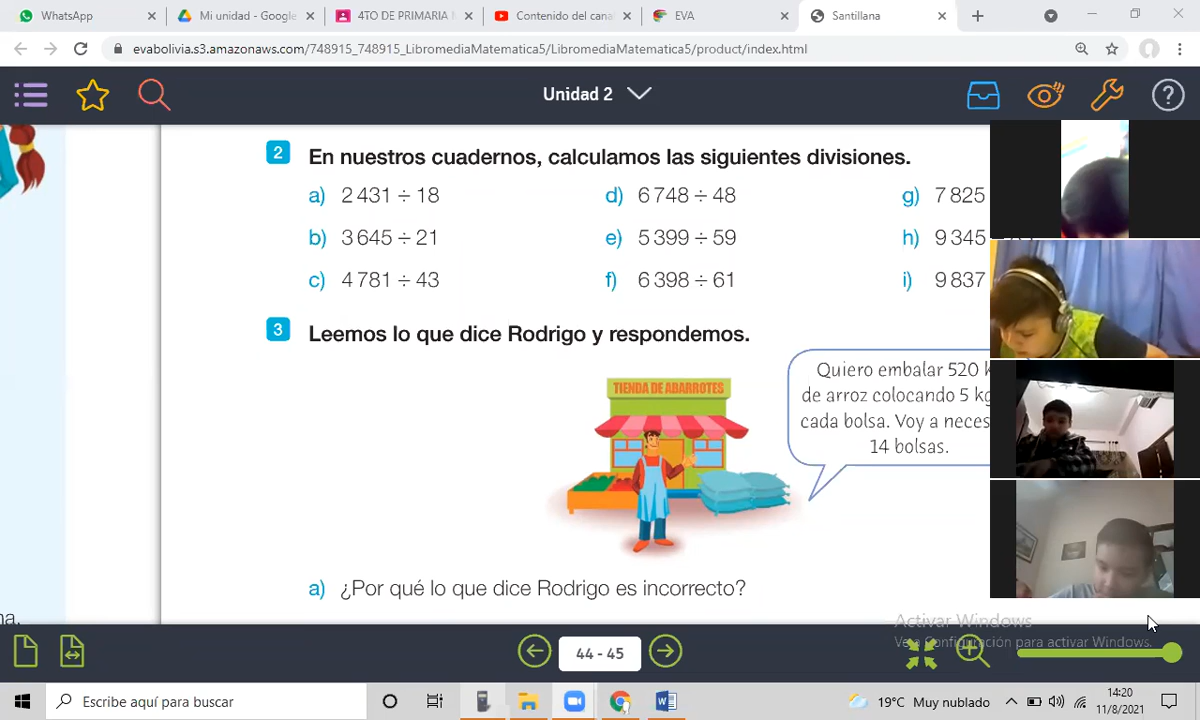 WhatsApp
Mi unidad - Google
4TO DE PRIMARIA
Contenido del cana
EVA
Santillana
evabolivia.s3.amazonaws.com/748915_748915_LibromediaMatematica5/LibromediaMatematica5/product/index.html
Unidad 2
2 En nuestros cuadernos, calculamos las siguientes divisiones.
a) 2 431 ÷ 18 d) 6 748 ÷ 48 g) 7 825
b) 3 645 ÷ 21 e) 5 399 ÷ 59 h) 9 345
c) 4 781 ÷ 43 f) 6 398 ÷ 61 i) 9 837
3 Leemos lo que dice Rodrigo y respondemos.
TIENDA DE ABARROTES
Quiero embalar 520 k
de arroz colocando 5 kg
cada bolsa. Voy a neces
14 bolsas.
a) ¿Por qué lo que dice Rodrigo es incorrecto?
na.
Activar Windows
Ve a Configuración para activar Windows.
44 - 45
Escribe aquí para buscar
19°C Muy nublado
14:20
11/8/2021